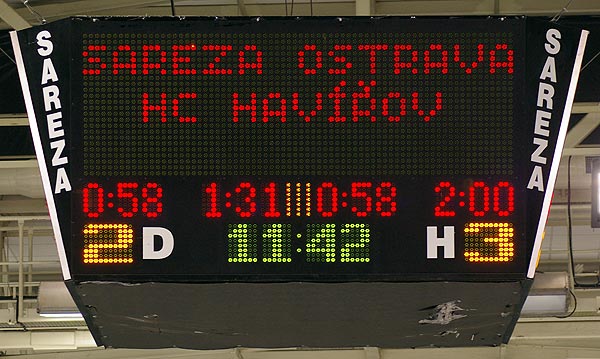 SAREZA
SAREZA OSTRAVA
HC HAVÍŘOV
SAREZA
0:58 1:31 0:58 2:00
2 D 11:42 H 3